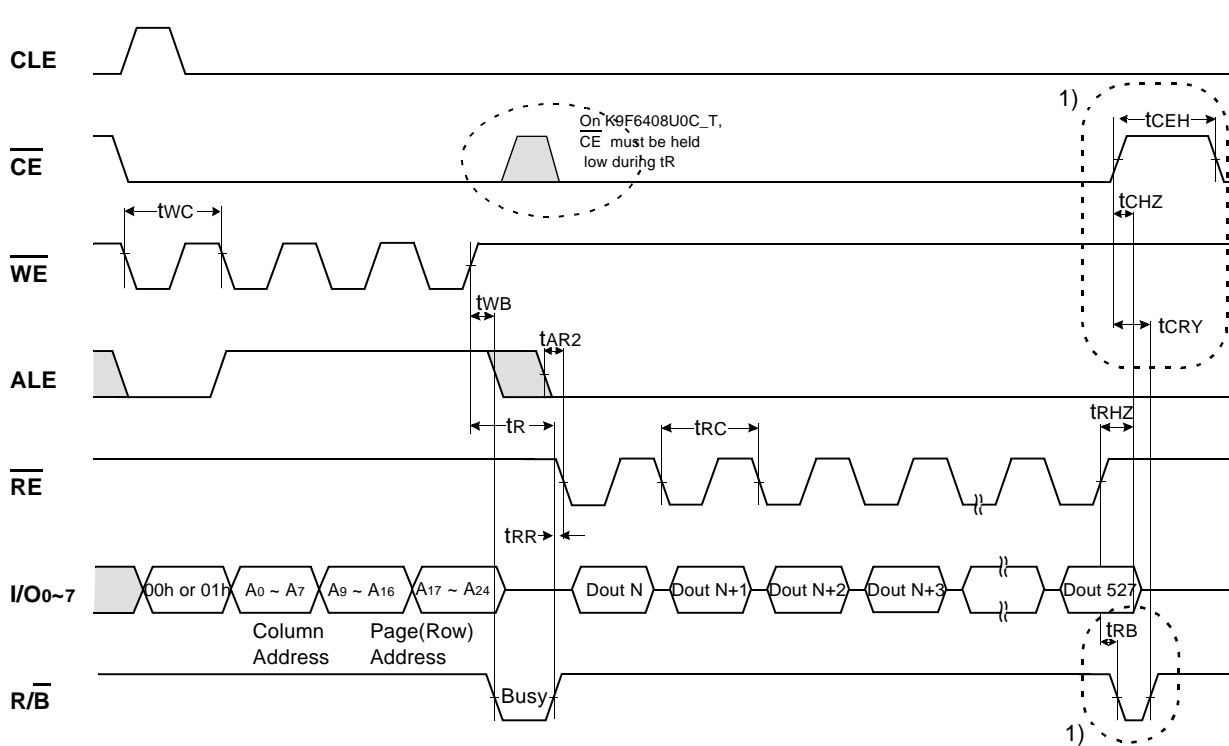 CLE
1)
tCEH
On K9F6408U0C_T,
CE must be held
low during tR
CE
tCHZ
tWC
WE
tWB
tCRY
tAR2
ALE
tRHZ
tR
tRC
RE
tRR
I/O0~7
00h or 01h
A0 ~ A7
A9 ~ A16
A17 ~ A24
Dout N
Dout N+1
Dout N+2
Dout N+3
Dout 527
Column
Address
Page(Row)
Address
tRB
R/B
Busy
1)